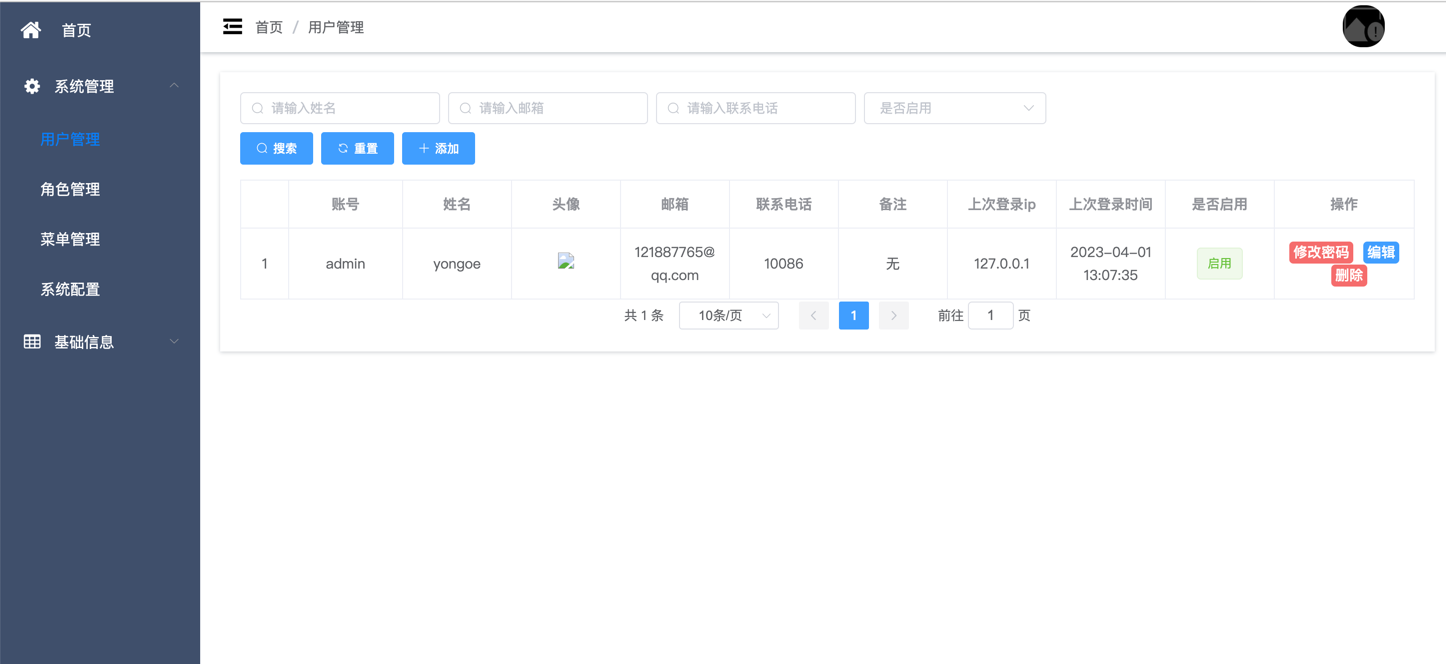 首页
系统管理
用户管理
角色管理
菜单管理
系统配置
基础信息
首页 / 用户管理
请输入姓名 请输入邮箱 请输入联系电话 是否启用
搜索 重置 添加
账号 姓名 头像 邮箱 联系电话 备注 上次登录ip 上次登录时间 是否启用 操作
1 admin yongoe 121887765@qq.com 10086 无 127.0.0.1 2023-04-01 13:07:35 启用 修改密码 编辑 删除
共 1 条 10条/页 1 前往 1 页